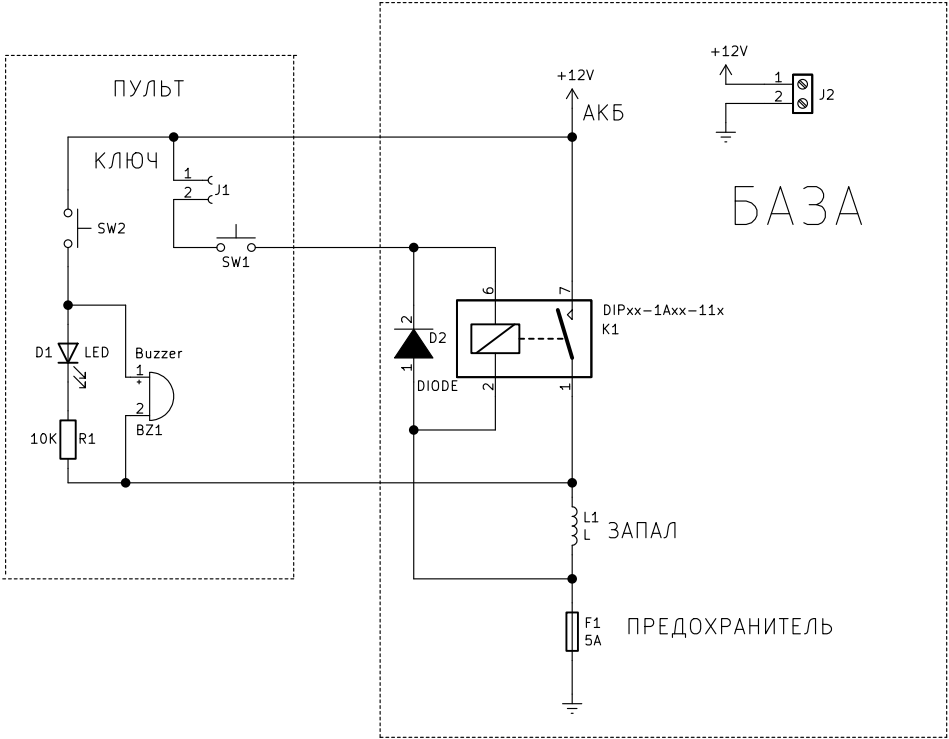 ПУЛЬТ
+12V
АКБ
+12V
1
2
J2
БАЗА
КЛЮЧ
1
2
J1
SW2
SW1
6
7
DIPxx-1Axx-11x
K1
2
D2
1
DIODE
2
1
D1
LED
Buzzer
1
+
2
BZ1
10K
R1
L1
L
ЗАПАЛ
F1
5A
ПРЕДОХРАНИТЕЛЬ